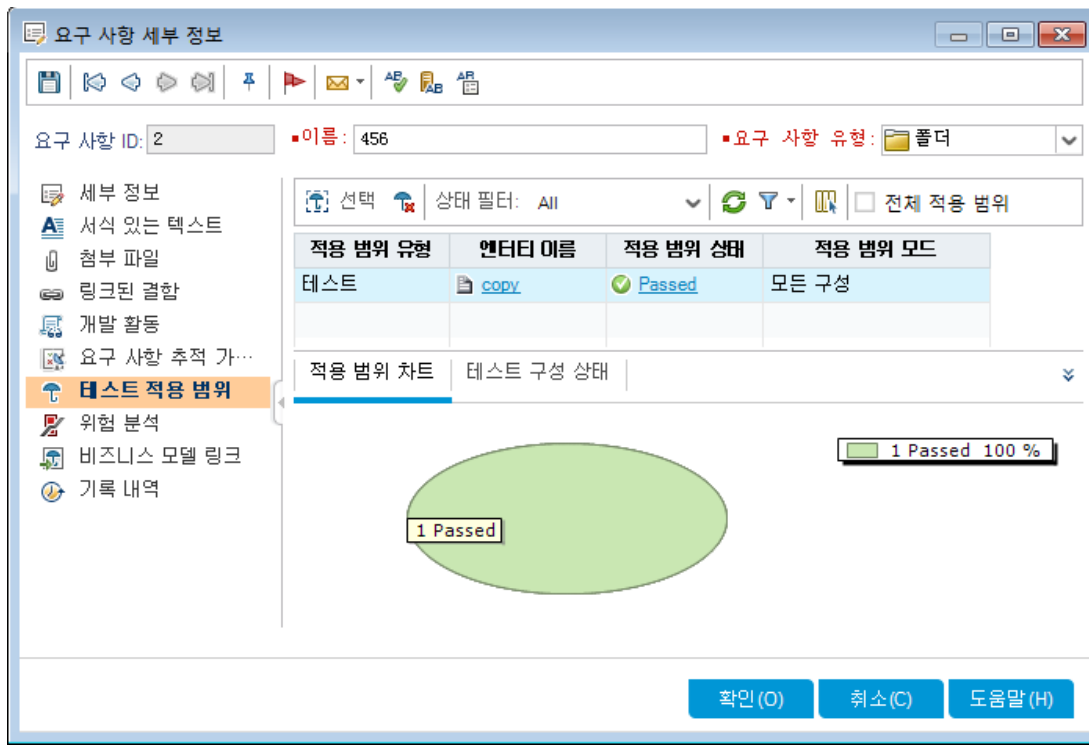 요구 사항 세부 정보
요구 사항 ID: 2 ▪이름: 456 ▪요구 사항 유형: 폴더
세부 정보
서식 있는 텍스트
첨부 파일
링크된 결함
개발 활동
요구 사항 추적 가…
테스트 적용 범위
위험 분석
비즈니스 모델 링크
기록 내역
선택 상태 필터: All 전체 적용 범위
적용 범위 유형 엔터티 이름 적용 범위 상태 적용 범위 모드
테스트 copy Passed 모든 구성
적용 범위 차트 테스트 구성 상태
1 Passed 100 %
1 Passed
확인(O) 취소(C) 도움말(H)